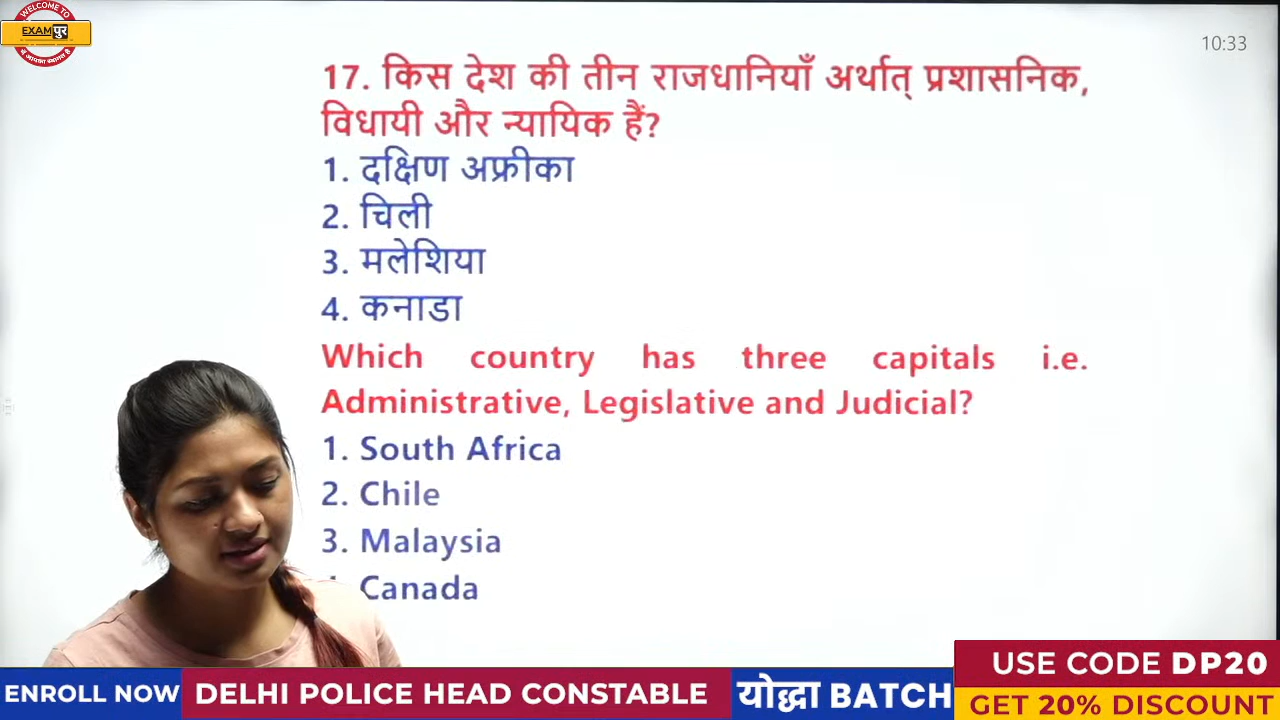 WELCOME TO
EXAMपुर
10:33
17. किस देश की तीन राजधानियाँ अर्थात् प्रशासनिक,
विधायी और न्यायिक हैं?
1. दक्षिण अफ्रीका
2. चिली
3. मलेशिया
4. कनाडा
Which country has three capitals i.e.
Administrative, Legislative and Judicial?
1. South Africa
2. Chile
3. Malaysia
Canada
ENROLL NOW DELHI POLICE HEAD CONSTABLE योद्धा BATCH
USE CODE DP20
GET 20% DISCOUNT